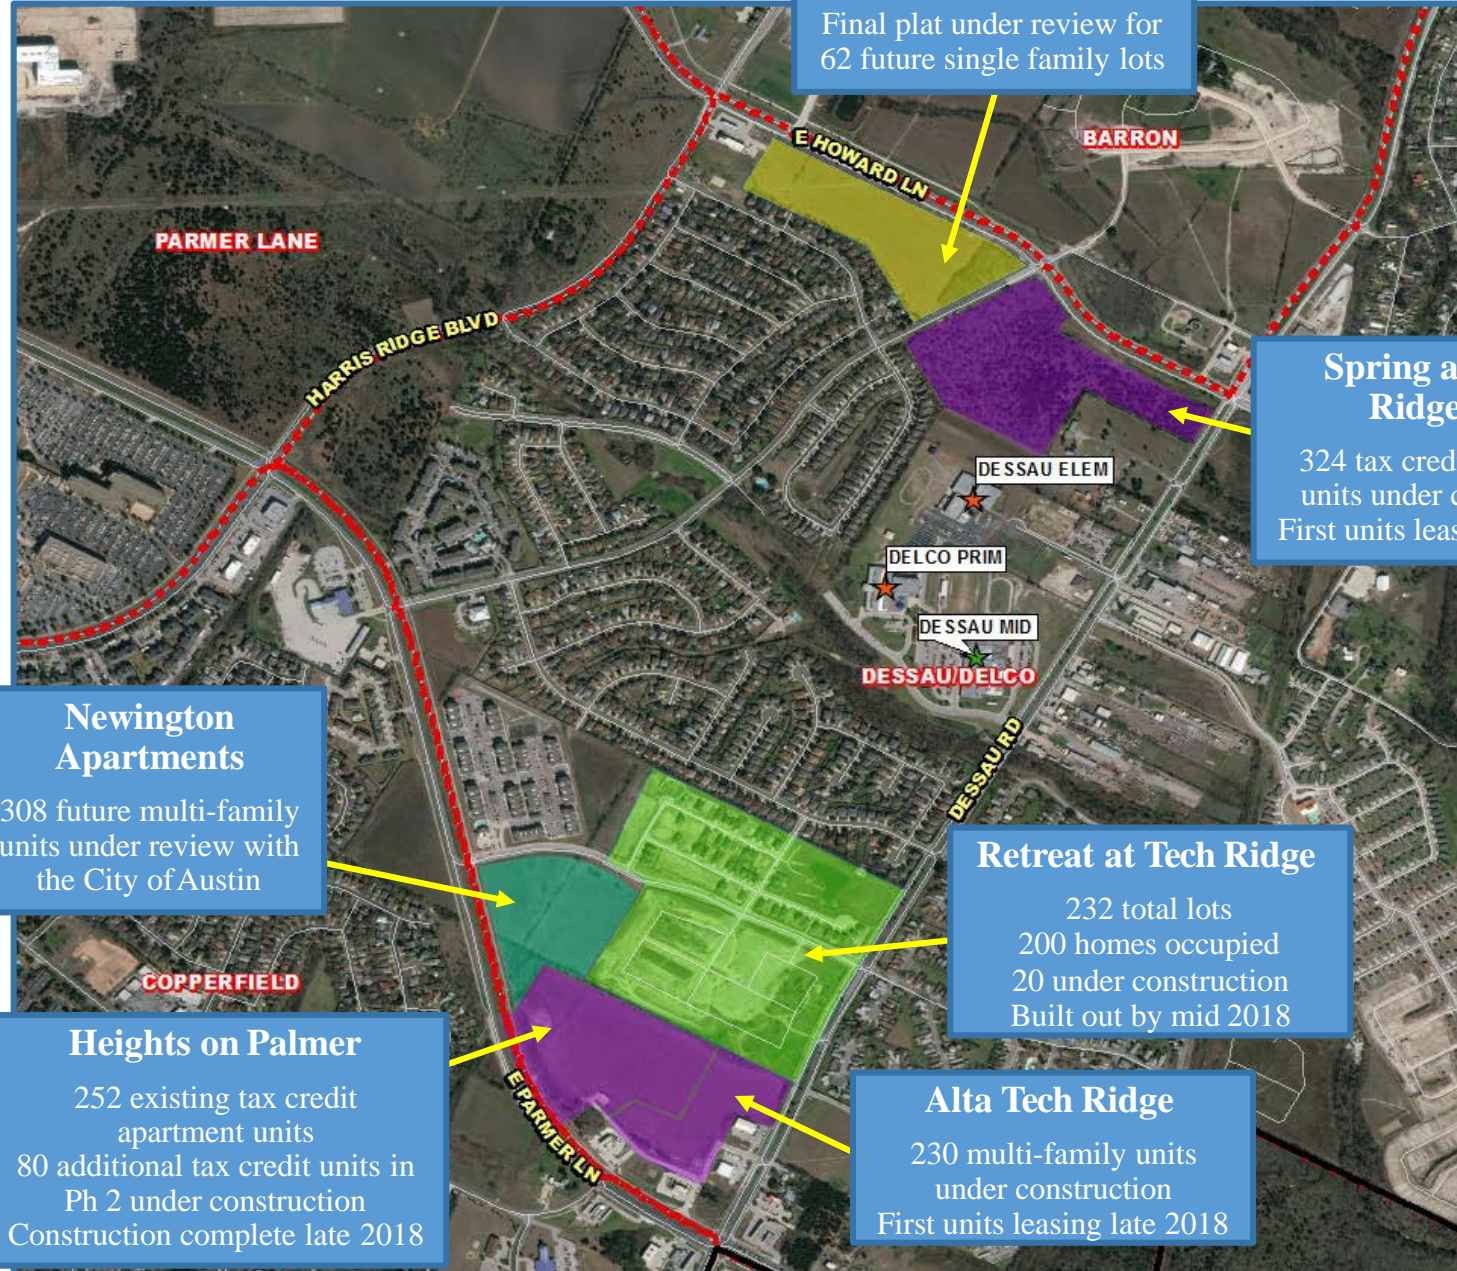 Final plat under review for
62 future single family lots
E HOWARD LN
BARRON
PARMER LANE
HARRIS RIDGE BLVD
Spring a
Ridge
324 tax cred
units under
First units leas
DESSAU ELEM
DELCO PRIM
DESSAU MID
DESSAU/DELCO
DESSAU RD
Newington
Apartments
308 future multi-family
units under review with
the City of Austin
Retreat at Tech Ridge
232 total lots
200 homes occupied
20 under construction
Built out by mid 2018
COPPERFIELD
Heights on Palmer
252 existing tax credit
apartment units
80 additional tax credit units in
Ph 2 under construction
Construction complete late 2018
E PARMER LN
Alta Tech Ridge
230 multi-family units
under construction
First units leasing late 2018